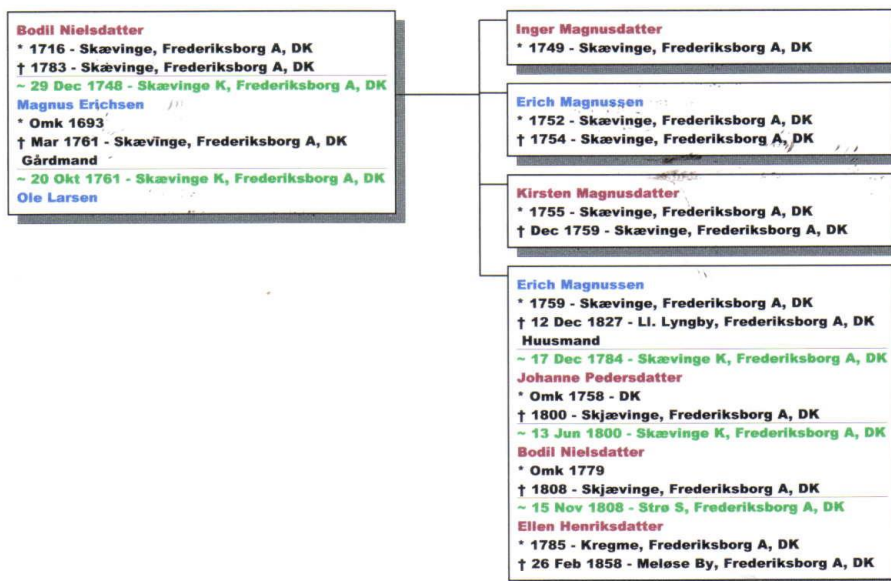 Bodil Nielsdatter
* 1716 - Skævinge, Frederiksborg A, DK
† 1783 - Skævinge, Frederiksborg A, DK
~ 29 Dec 1748 - Skævinge K, Frederiksborg A, DK
Magnus Erichsen
* Omk 1693
† Mar 1761 - Skævinge, Frederiksborg A, DK
Gårdmand
~ 20 Okt 1761 - Skævinge K, Frederiksborg A, DK
Ole Larsen
Inger Magnusdatter
* 1749 - Skævinge, Frederiksborg A, DK
Erich Magnussen
* 1752 - Skævinge, Frederiksborg A, DK
† 1754 - Skævinge, Frederiksborg A, DK
Kirsten Magnusdatter
* 1755 - Skævinge, Frederiksborg A, DK
† Dec 1759 - Skævinge, Frederiksborg A, DK
Erich Magnussen
* 1759 - Skævinge, Frederiksborg A, DK
† 12 Dec 1827 - Ll. Lyngby, Frederiksborg A, DK
Huusmand
~ 17 Dec 1784 - Skævinge K, Frederiksborg A, DK
Johanne Pedersdatter
* Omk 1758 - DK
† 1800 - Skjævinge, Frederiksborg A, DK
~ 13 Jun 1800 - Skævinge K, Frederiksborg A, DK
Bodil Nielsdatter
* Omk 1779
† 1808 - Skjævinge, Frederiksborg A, DK
~ 15 Nov 1808 - Strø S, Frederiksborg A, DK
Ellen Henriksdatter
* 1785 - Kregme, Frederiksborg A, DK
† 26 Feb 1858 - Meløse By, Frederiksborg A, DK